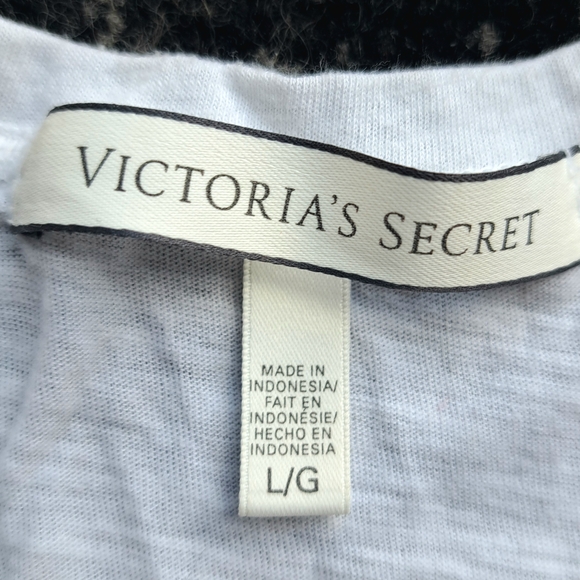 VICTORIA'S SECRET
MADE IN
INDONESIA/
FAIT EN
INDONÉSIE/
HECHO EN
INDONESIA
L/G